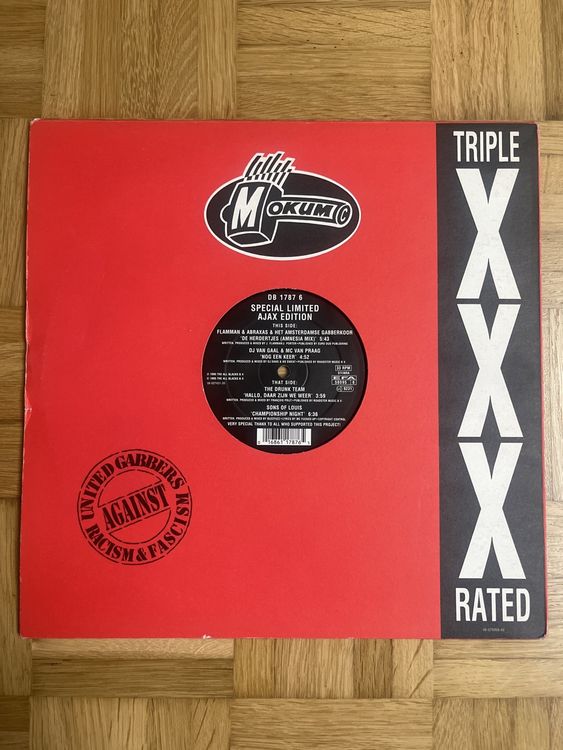 TRIPLE
X
X
X
RATED
MOKUM
DB 1787 6
SPECIAL LIMITED
AJAX EDITION
THIS SIDE:
FLAMMAN & ABRAXAS & HET AMSTERDAMSE GABBERKOOR
'DE HERDERTJES (AMNESIA MIX)' 5:43
DJ VAN GAAL & MC VAN PRAAG
'NOG EEN KEER' 4:52
33 RPM
STEREO
THAT SIDE:
THE DRUNK TEAM
'HALLO, DAAR ZIJN WE WEER' 3:59
SONS OF LOUIS
'CHAMPIONSHIP NIGHT' 6:36
VERY SPECIAL THANX TO ALL WHO SUPPORTED THIS PROJECT!
UNITED GABBERS
AGAINST
RACISM & FASCISM